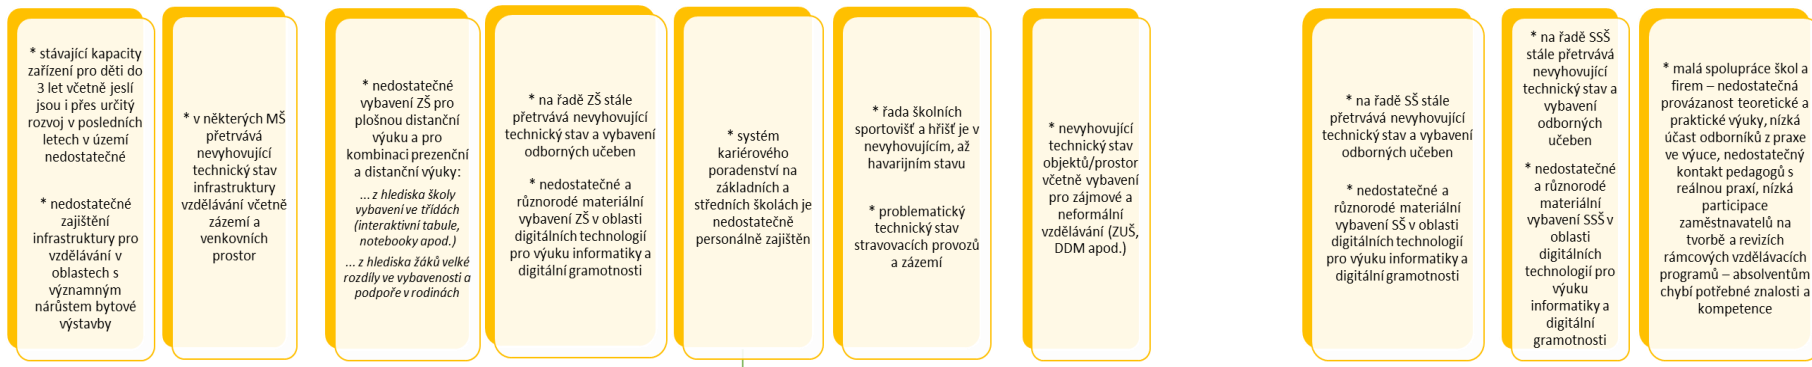 * stávající kapacity
zařízení pro děti do
3 let včetně jeslí
jsou i přes určitý
rozvoj v posledních
letech v území
nedostatečné
* nedostatečné
zajištění
infrastruktury pro
vzdělávání v
oblastech s
významným
nárůstem bytové
výstavby
* v některých MŠ
přetrvává
nevyhovující
technický stav
infrastruktury
vzdělávání včetně
zázemí a
venkovních
prostor
* nedostatečné
vybavení ZŠ pro
plošnou distanční
výuku a pro
kombinaci prezenční
a distanční výuky:
... z hlediska školy
vybavení ve třídách
(interaktivní tabule,
notebooky apod.)
... z hlediska žáků velké
rozdíly ve vybavenosti a
podpoře v rodinách
* na řadě ZŠ stále
přetrvává nevyhovující
technický stav a vybavení
odborných učeben
* nedostatečné a
různorodé materiální
vybavení ZŠ v oblasti
digitálních technologií
pro výuku informatiky a
digitální gramotnosti
* systém
kariérového
poradenství na
základních a
středních školách je
nedostatečně
personálně zajištěn
* řada školních
sportovišť a hřišť je v
nevyhovujícím, až
havarijním stavu
* problematický
technický stav
stravovacích provozů
a zázemí
* nevyhovující
technický stav
objektů/prostor
včetně vybavení
pro zájmové a
neformální
vzdělávání (ZUŠ,
DDM apod.)
* na řadě SŠ stále
přetrvává nevyhovující
technický stav a vybavení
odborných učeben
* nedostatečné a
různorodé materiální
vybavení SŠ v oblasti
digitálních technologií
pro výuku informatiky a
digitální gramotnosti
* na řadě SSŠ
stále přetrvává
nevyhovující
technický stav a
vybavení
odborných
učeben
* nedostatečné
a různorodé
materiální
vybavení SSŠ v
oblasti
digitálních
technologií pro
výuku
informatiky a
digitální
gramotnosti
* malá spolupráce škol a
firem – nedostatečná
provázanost teoretické a
praktické výuky, nízká
účast odborníků z praxe
ve výuce, nedostatečný
kontakt pedagogů s
reálnou praxí, nízká
participace
zaměstnavatelů na
tvorbě a revizích
rámcových vzdělávacích
programů – absolventům
chybí potřebné znalosti a
kompetence